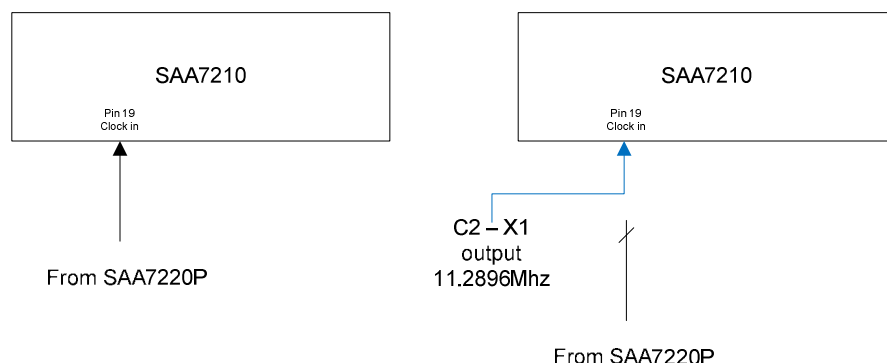 SAA7210
Pin 19
Clock in
From SAA7220P
SAA7210
Pin 19
Clock in
C2 – X1
output
11.2896Mhz
From SAA7220P